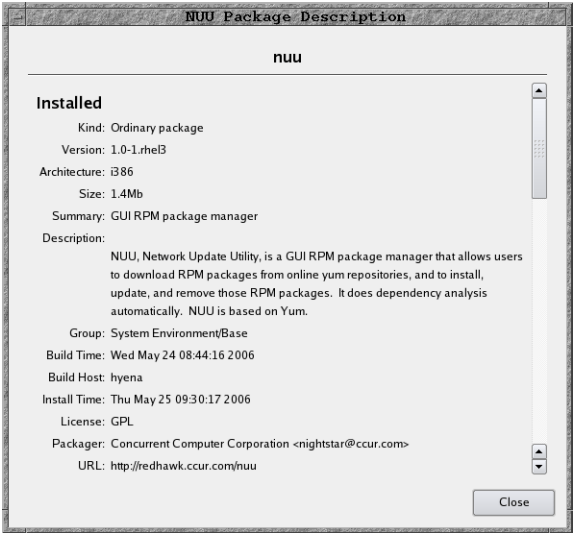 NUU Package Description
nuu
Installed
Kind: Ordinary package
Version: 1.0-1.rhel3
Architecture: i386
Size: 1.4Mb
Summary: GUI RPM package manager
Description:
NUU, Network Update Utility, is a GUI RPM package manager that allows users
to download RPM packages from online yum repositories, and to install,
update, and remove those RPM packages.  It does dependency analysis
automatically.  NUU is based on Yum.
Group: System Environment/Base
Build Time: Wed May 24 08:44:16 2006
Build Host: hyena
Install Time: Thu May 25 09:30:17 2006
License: GPL
Packager: Concurrent Computer Corporation <nightstar@ccur.com>
URL: http://redhawk.ccur.com/nuu
Close